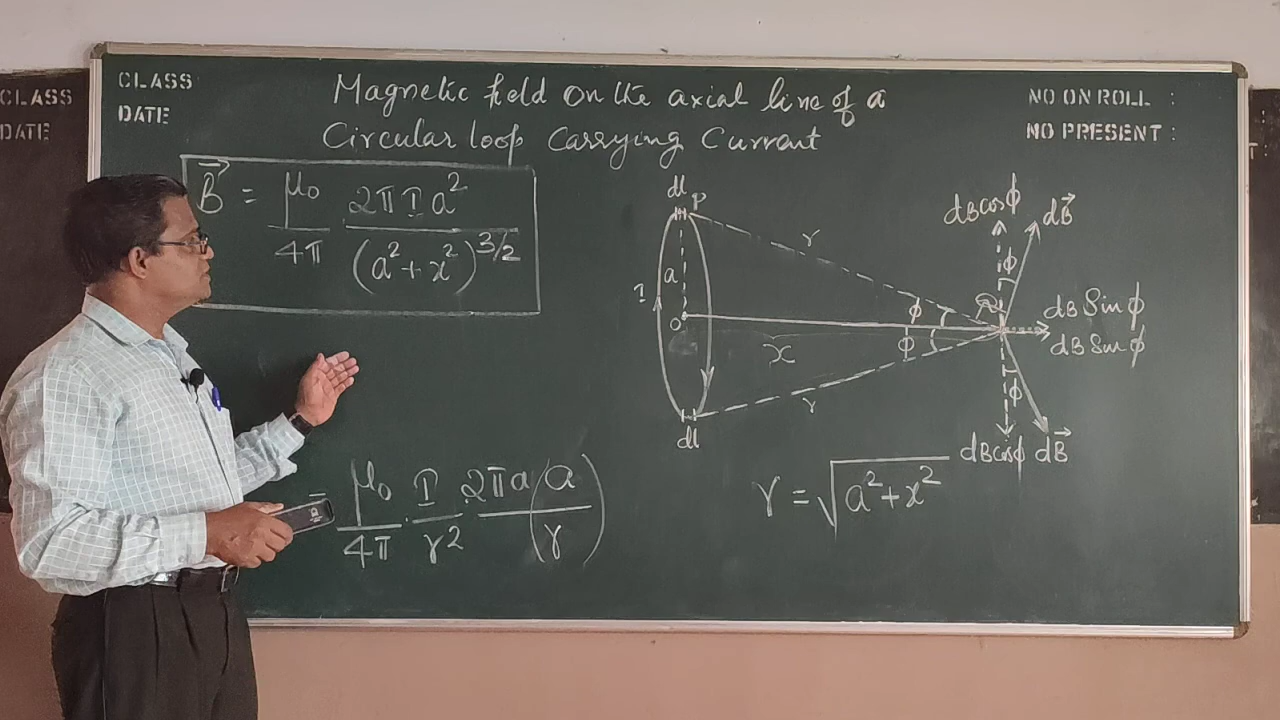 CLASS
DATE
CLASS
DATE
Magnetic field on the axial line of a
Circular loop Carrying Current
NO ON ROLL :
NO PRESENT :
B⃗ = μ₀/4π 2πIa²/(a²+x²)^3/2
dl P
r
a
I
O
x
ϕ
ϕ
r
dl
dBcosϕ dB⃗
ϕ
dB Sinϕ
dB Sinϕ
ϕ
dBcosϕ dB⃗
μ₀/4π · I/r² · 2πa (a/r)
r = √a²+x²